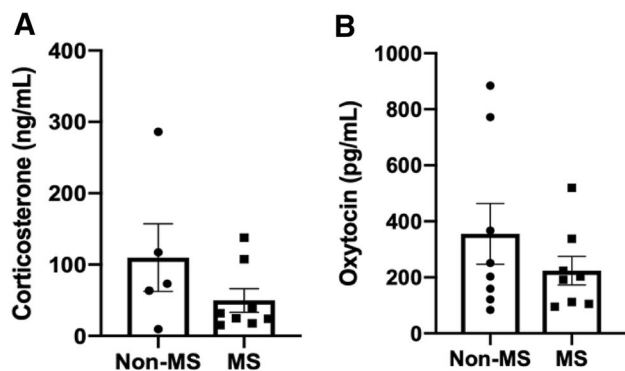 A
Corticosterone (ng/mL)
400
300
200
100
0
Non-MS MS
B
Oxytocin (pg/mL)
1000
800
600
400
200
0
Non-MS MS